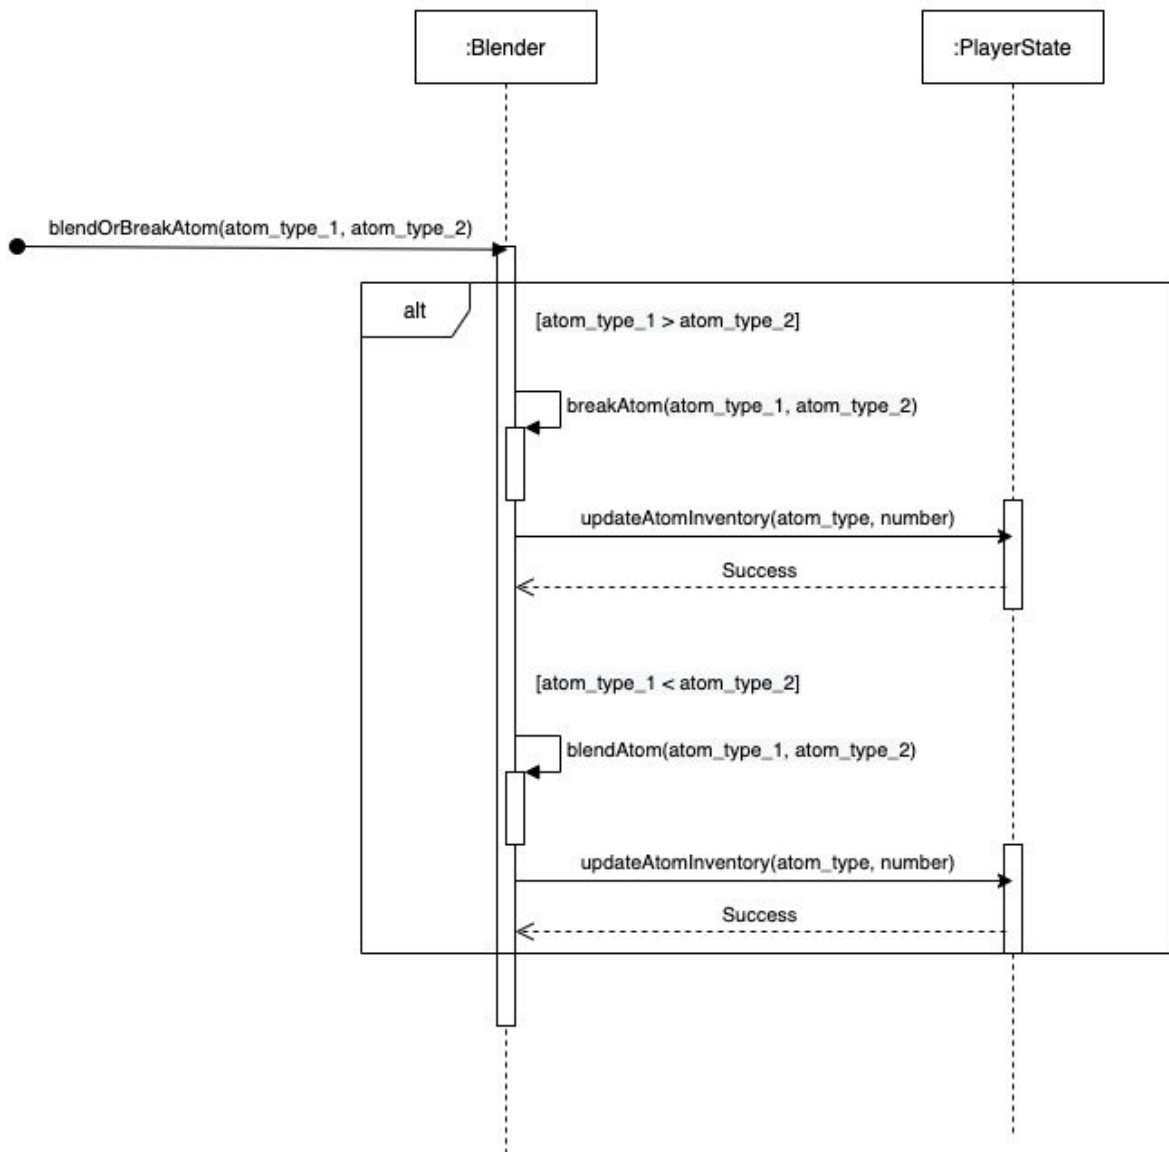 :Blender
:PlayerState
blendOrBreakAtom(atom_type_1, atom_type_2)
alt
[atom_type_1 > atom_type_2]
breakAtom(atom_type_1, atom_type_2)
updateAtomInventory(atom_type, number)
Success
[atom_type_1 < atom_type_2]
blendAtom(atom_type_1, atom_type_2)
updateAtomInventory(atom_type, number)
Success